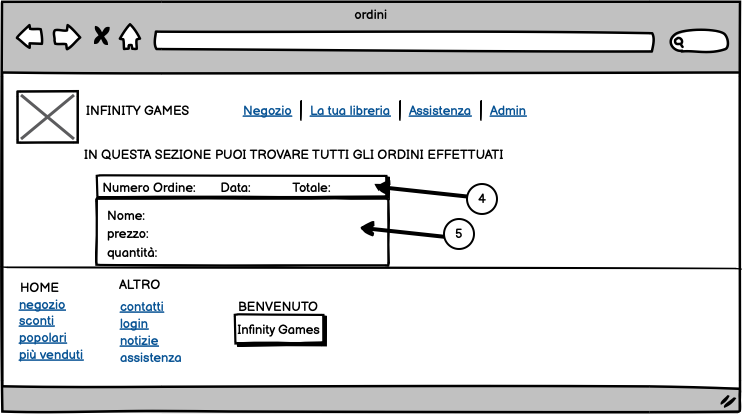 ordini
INFINITY GAMES
Negozio
La tua libreria
Assistenza
Admin
IN QUESTA SEZIONE PUOI TROVARE TUTTI GLI ORDINI EFFETTUATI
Numero Ordine: Data: Totale:
4
Nome:
prezzo:
quantità:
5
HOME
negozio
sconti
popolari
più venduti
ALTRO
contatti
login
notizie
assistenza
BENVENUTO
Infinity Games